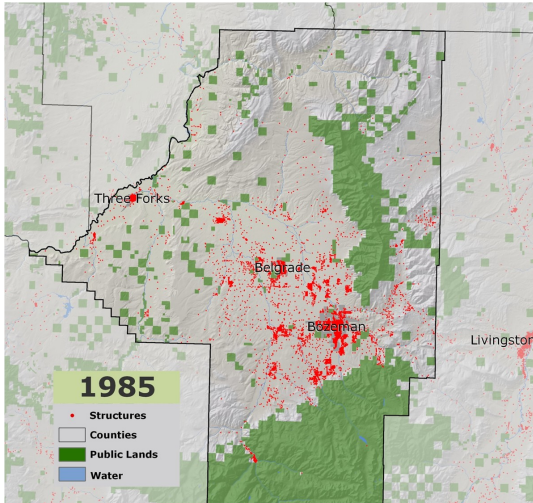 Three Forks
Belgrade
Bozeman
Livingston
1985
Structures
Counties
Public Lands
Water